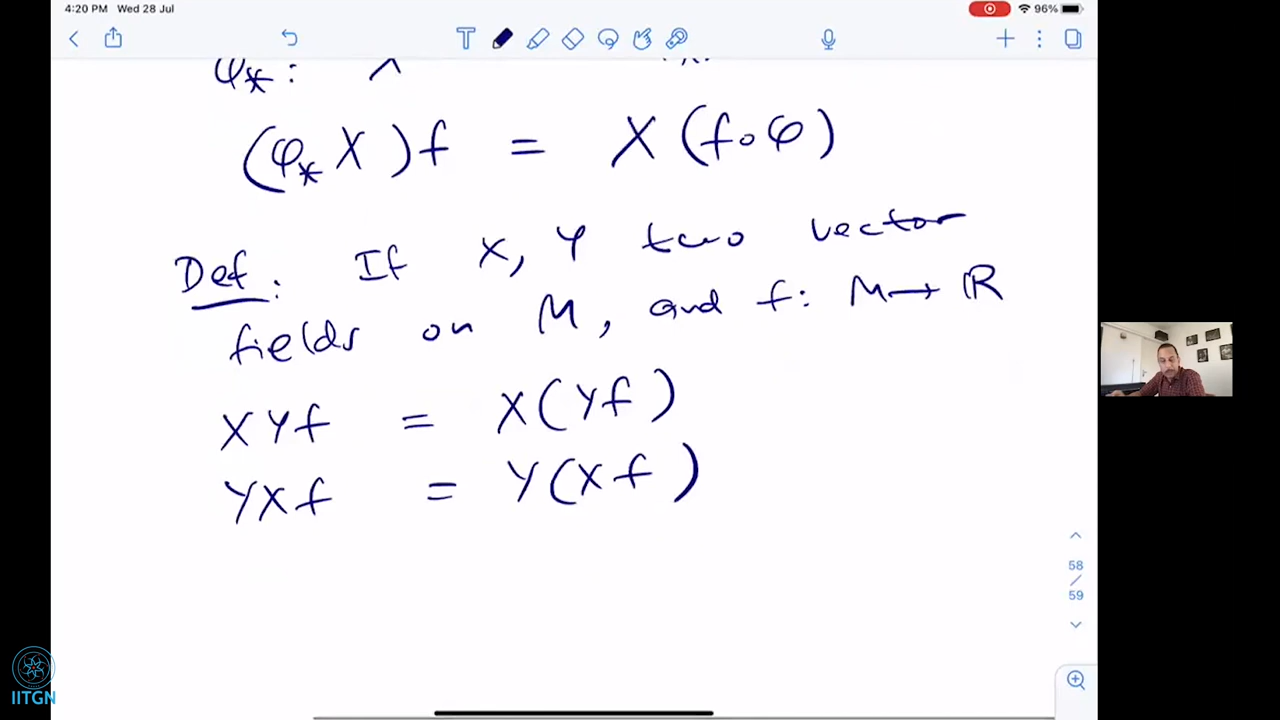 4:20 PM Wed 28 Jul
96%
φ* :
(φ* X) f = X (f∘φ)
Def: If X, Y two vector
fields on M, and f: M → ℝ
XYf = X(Yf)
YXf = Y(Xf)
58
/
59
IITGN